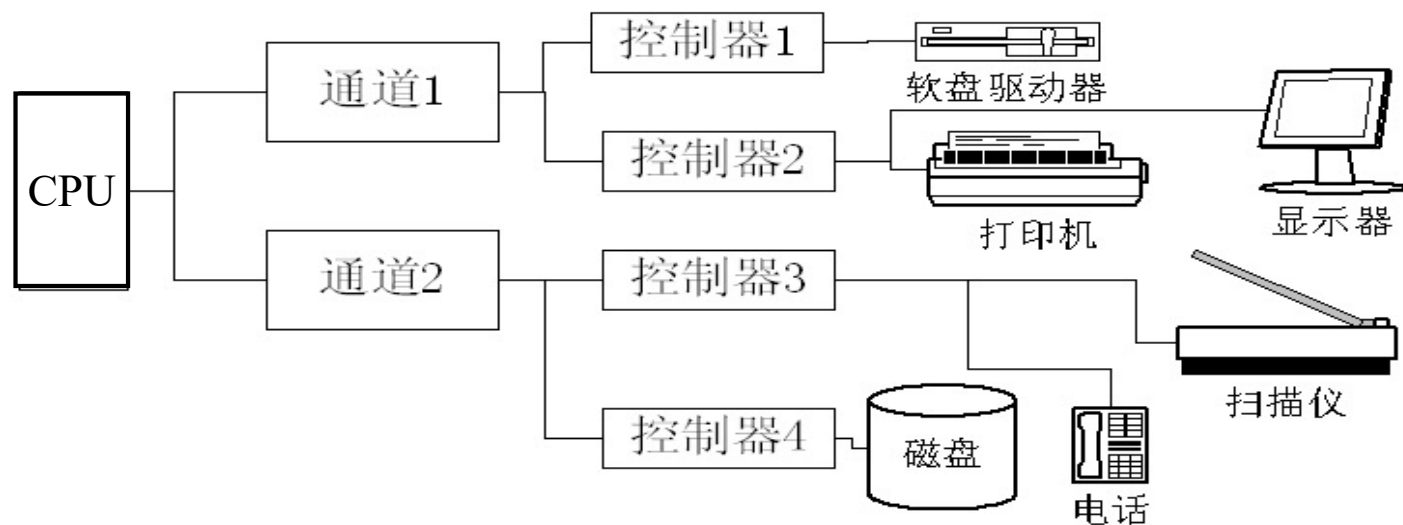 控制器1
通道1
软盘驱动器
控制器2
CPU
打印机
显示器
通道2
控制器3
扫描仪
控制器4
磁盘
电话